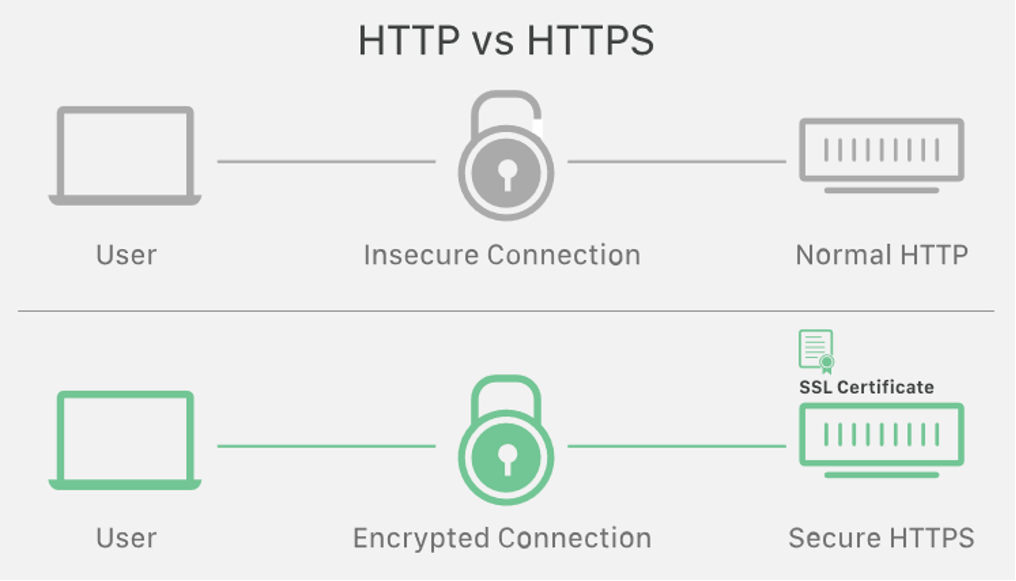 HTTP vs HTTPS
User
Insecure Connection
Normal HTTP
SSL Certificate
User
Encrypted Connection
Secure HTTPS